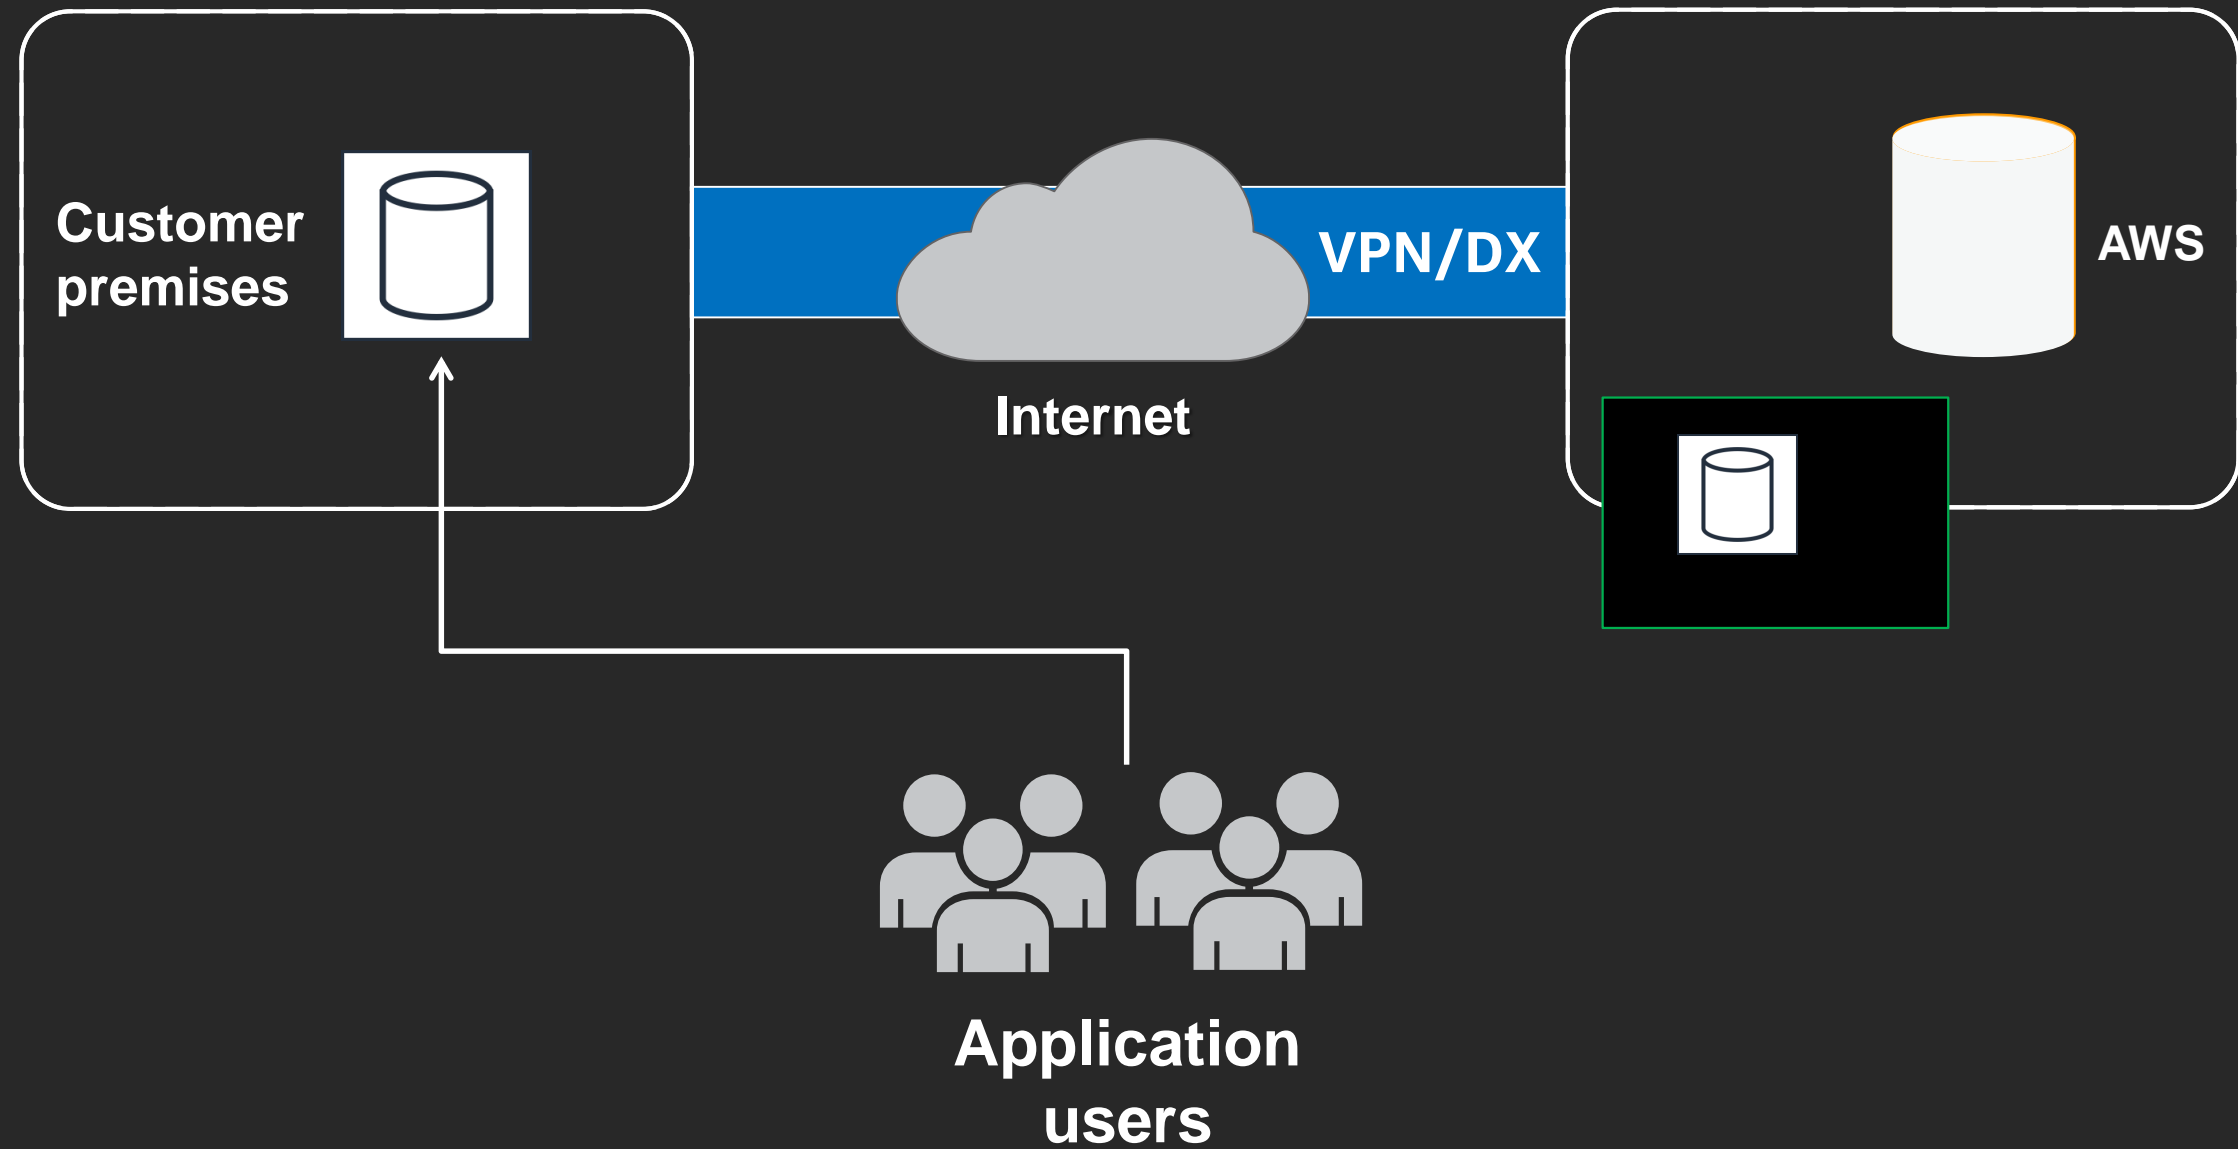 Customer
premises
VPN/DX
AWS
Internet
Application
users